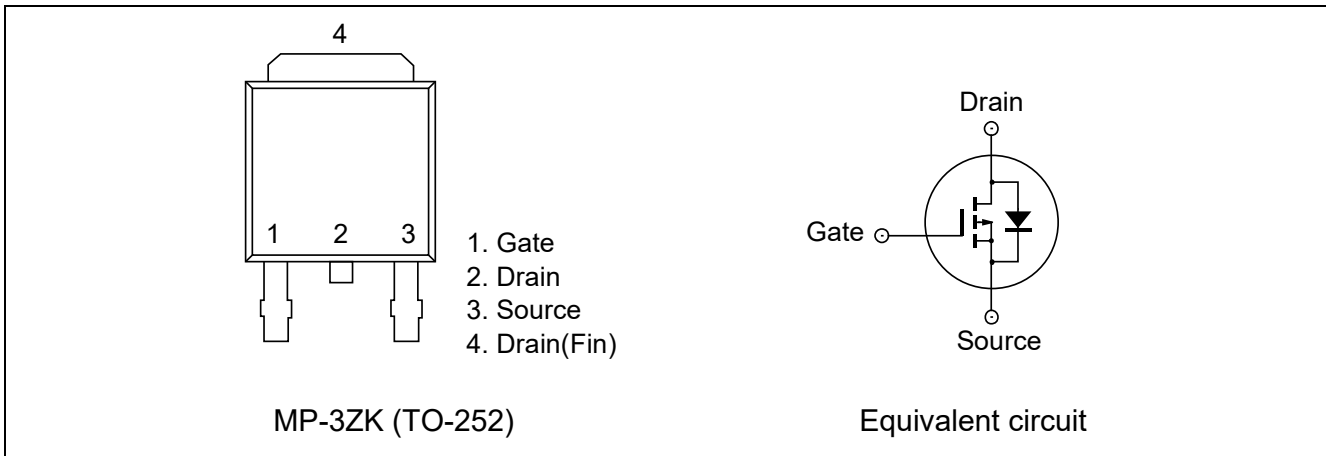 4
1 2 3
1. Gate
2. Drain
3. Source
4. Drain(Fin)
MP-3ZK (TO-252)
Drain
Gate
Source
Equivalent circuit